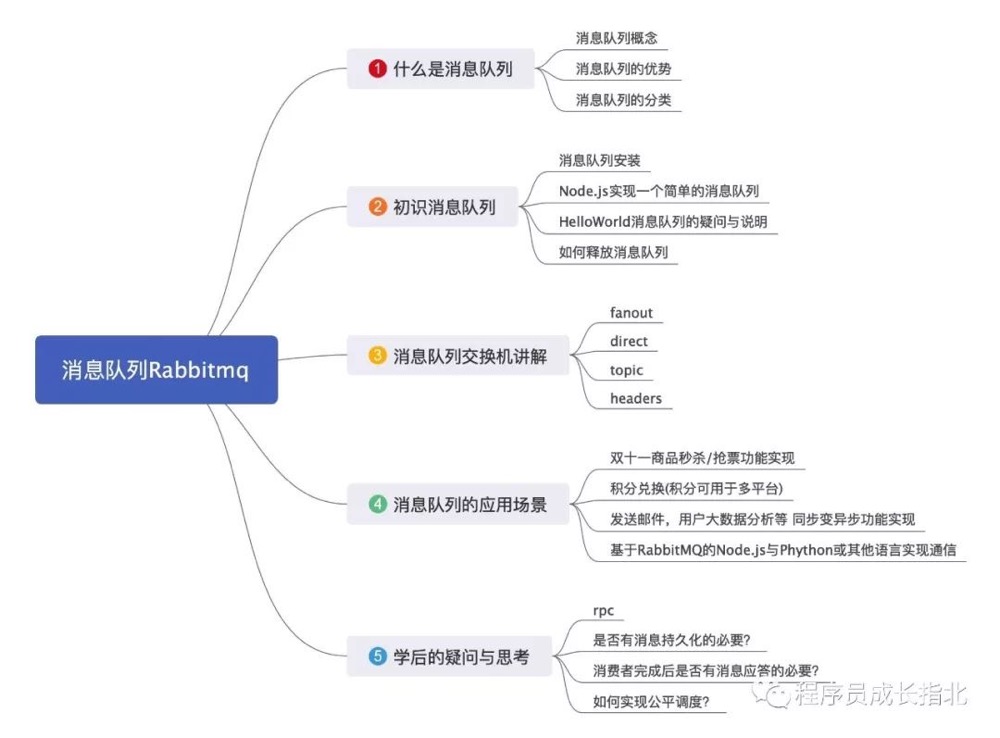 消息队列Rabbitmq
1 什么是消息队列
消息队列概念
消息队列的优势
消息队列的分类
2 初识消息队列
消息队列安装
Node.js实现一个简单的消息队列
HelloWorld消息队列的疑问与说明
如何释放消息队列
3 消息队列交换机讲解
fanout
direct
topic
headers
4 消息队列的应用场景
双十一商品秒杀/抢票功能实现
积分兑换(积分可用于多平台)
发送邮件，用户大数据分析等 同步变异步功能实现
基于RabbitMQ的Node.js与Phython或其他语言实现通信
5 学后的疑问与思考
rpc
是否有消息持久化的必要?
消费者完成后是否有消息应答的必要?
如何实现公平调度?
程序员成长指北